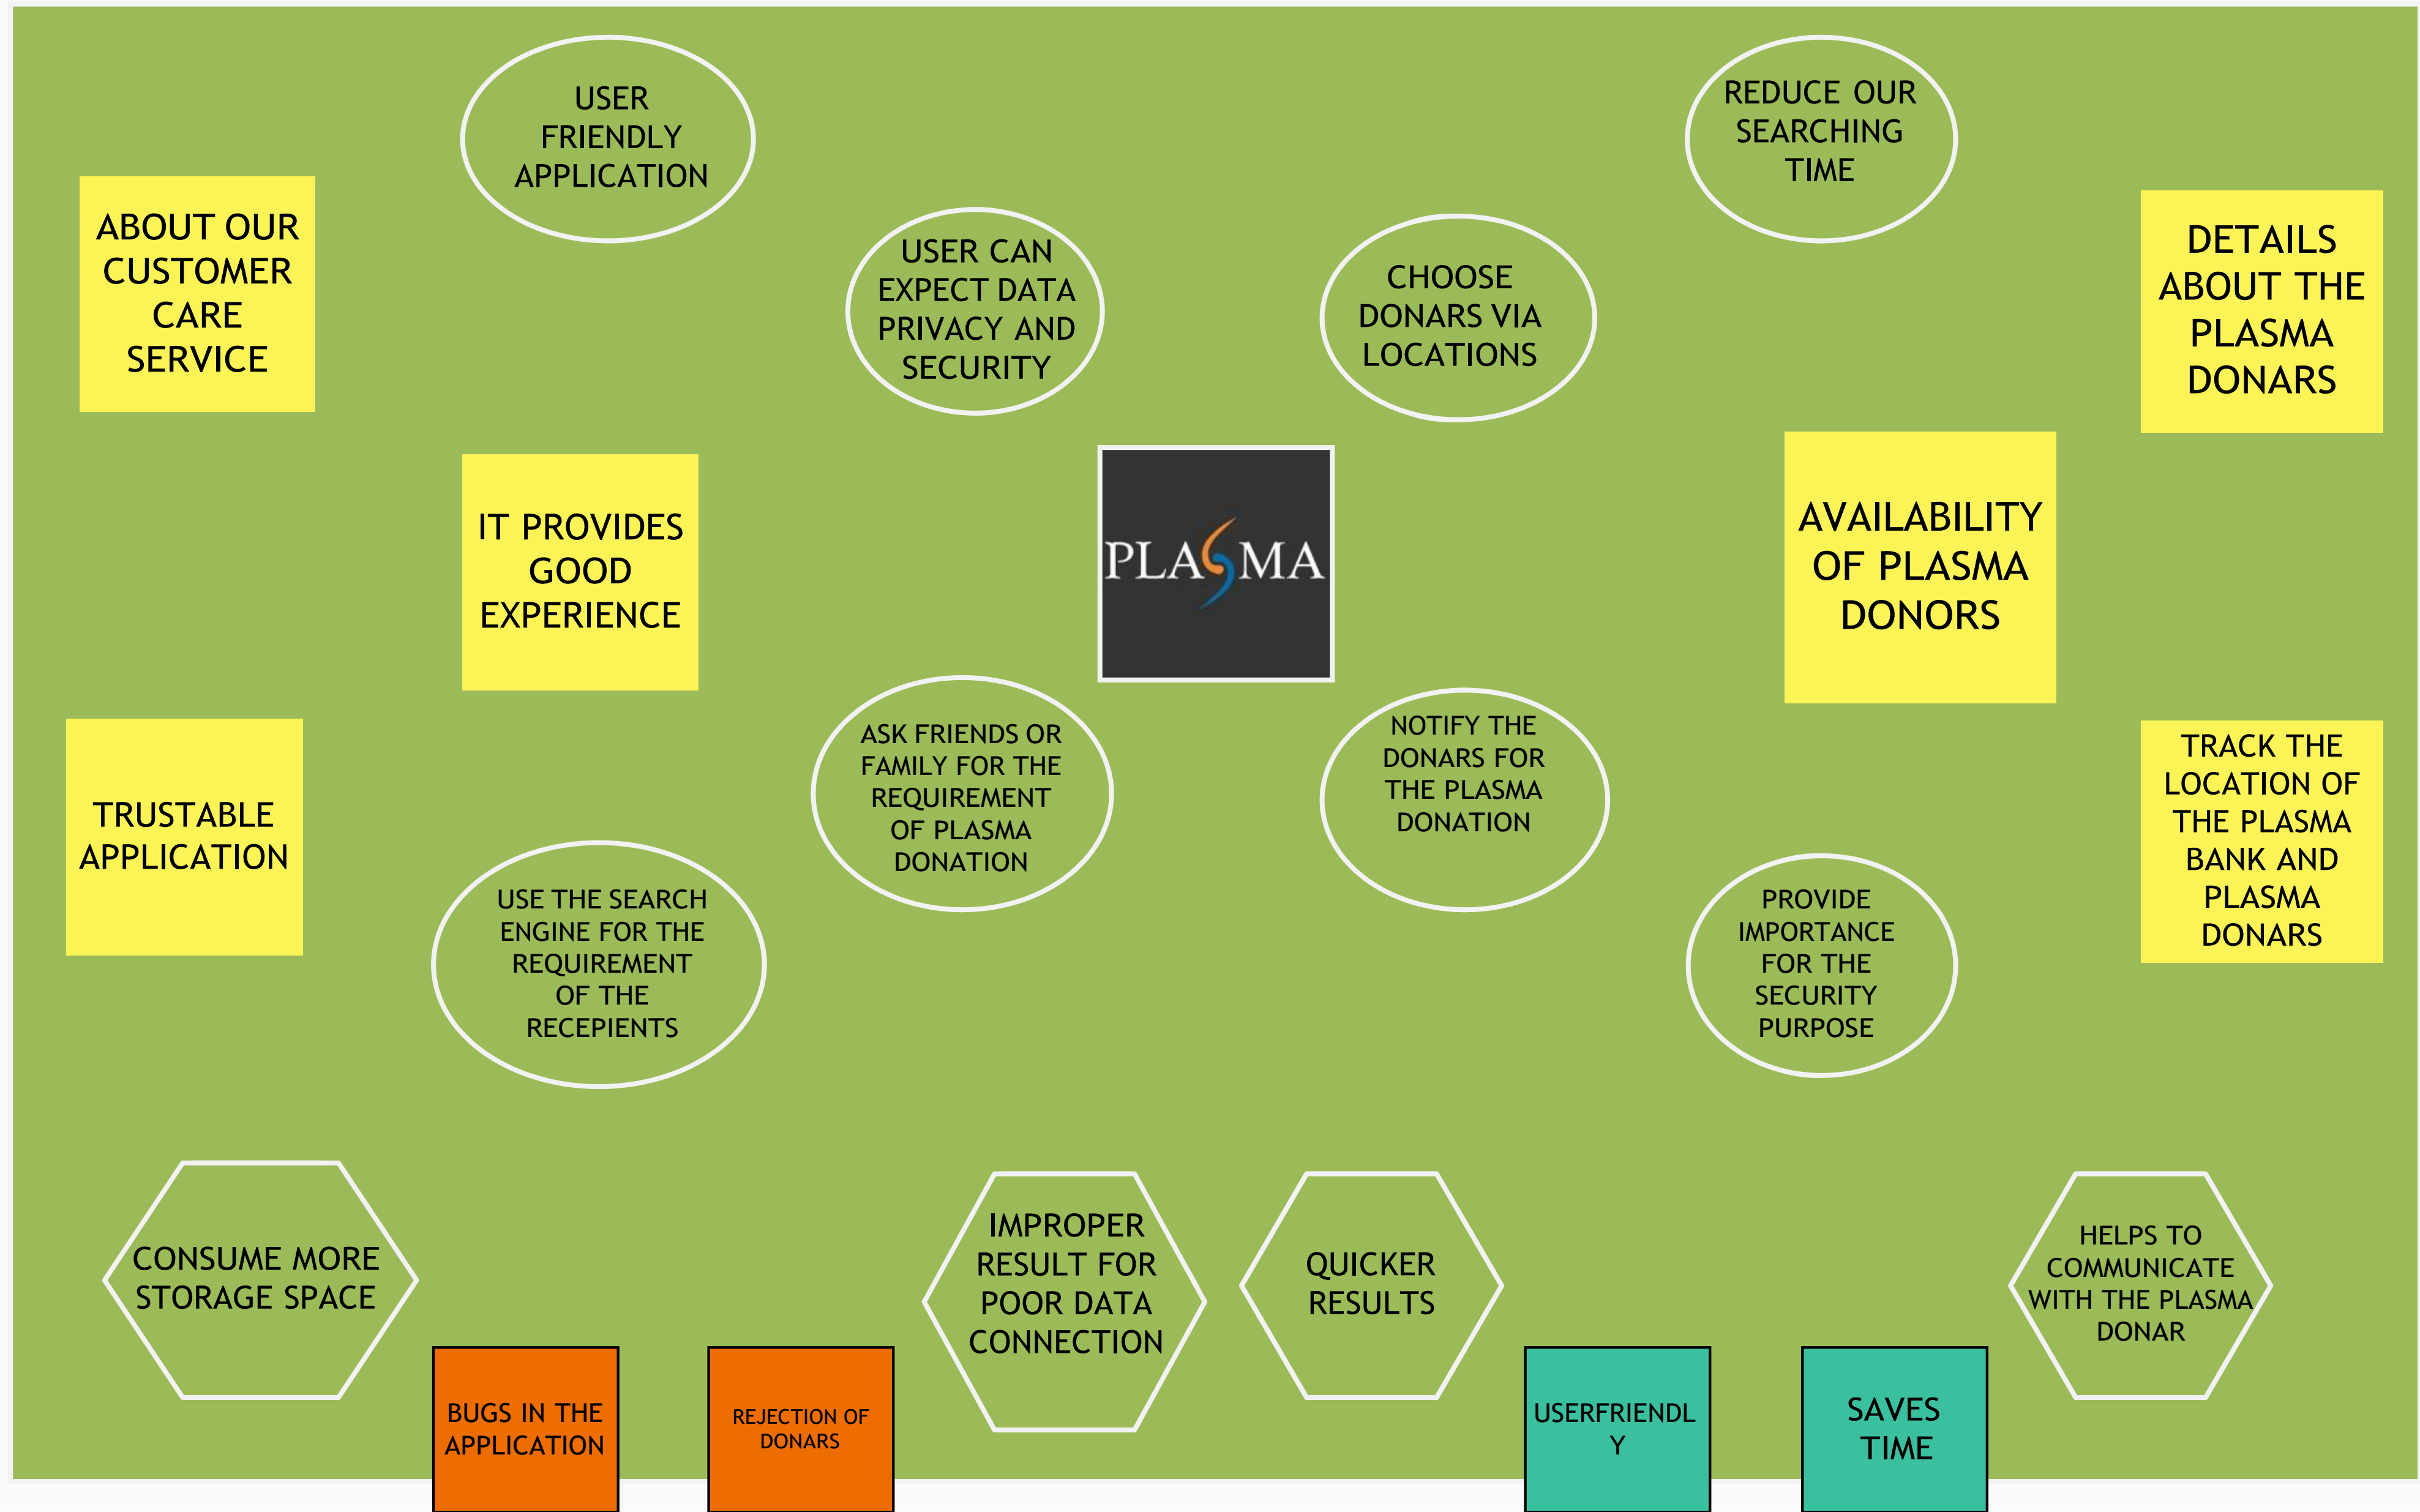 USER
FRIENDLY
APPLICATION
REDUCE OUR
SEARCHING
TIME
ABOUT OUR
CUSTOMER
CARE
SERVICE
USER CAN
EXPECT DATA
PRIVACY AND
SECURITY
CHOOSE
DONARS VIA
LOCATIONS
DETAILS
ABOUT THE
PLASMA
DONARS
IT PROVIDES
GOOD
EXPERIENCE
PLASMA
AVAILABILITY
OF PLASMA
DONORS
TRUSTABLE
APPLICATION
ASK FRIENDS OR
FAMILY FOR THE
REQUIREMENT
OF PLASMA
DONATION
NOTIFY THE
DONARS FOR
THE PLASMA
DONATION
TRACK THE
LOCATION OF
THE PLASMA
BANK AND
PLASMA
DONARS
USE THE SEARCH
ENGINE FOR THE
REQUIREMENT
OF THE
RECEPIENTS
PROVIDE
IMPORTANCE
FOR THE
SECURITY
PURPOSE
CONSUME MORE
STORAGE SPACE
IMPROPER
RESULT FOR
POOR DATA
CONNECTION
QUICKER
RESULTS
HELPS TO
COMMUNICATE
WITH THE PLASMA
DONAR
BUGS IN THE
APPLICATION
REJECTION OF
DONARS
USERFRIENDL
Y
SAVES
TIME